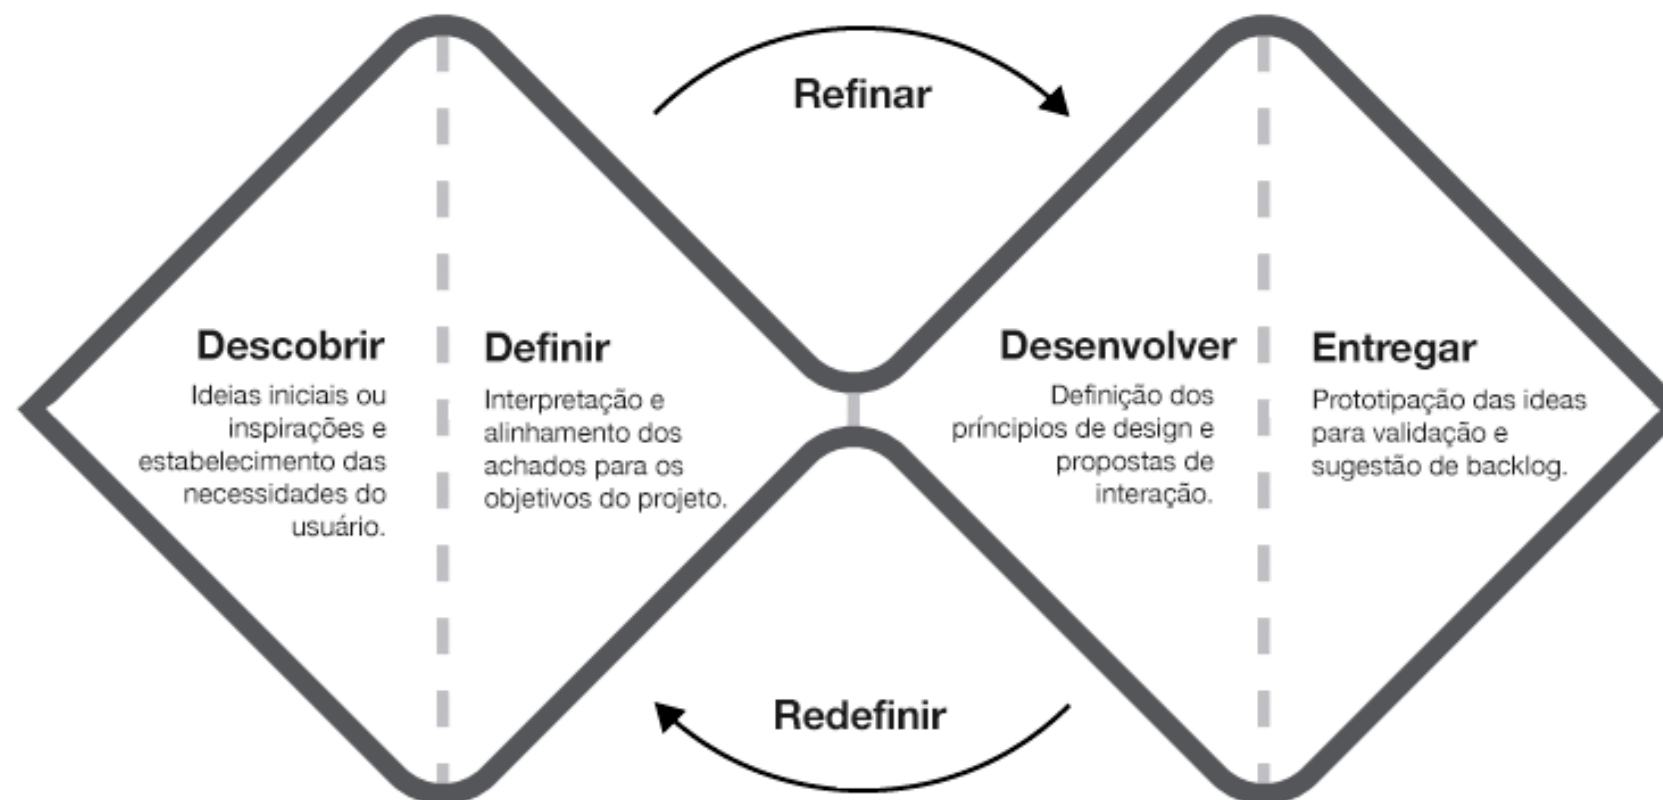 Refinar
Descobrir
Ideias iniciais ou
inspirações e
estabelecimento das
necessidades do
usuário.
Definir
Interpretação e
alinhamento dos
achados para os
objetivos do projeto.
Desenvolver
Definição dos
príncipios de design e
propostas de
interação.
Entregar
Prototipação das ideias
para validação e
sugestão de backlog.
Redefinir